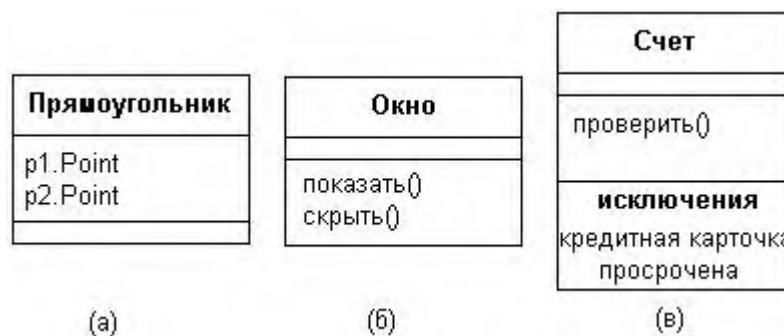 Прямоугольник
p1.Point
p2.Point
(а)
Окно
показать()
скрыть()
(б)
Счет
проверить()
исключения
кредитная карточка
просрочена
(в)